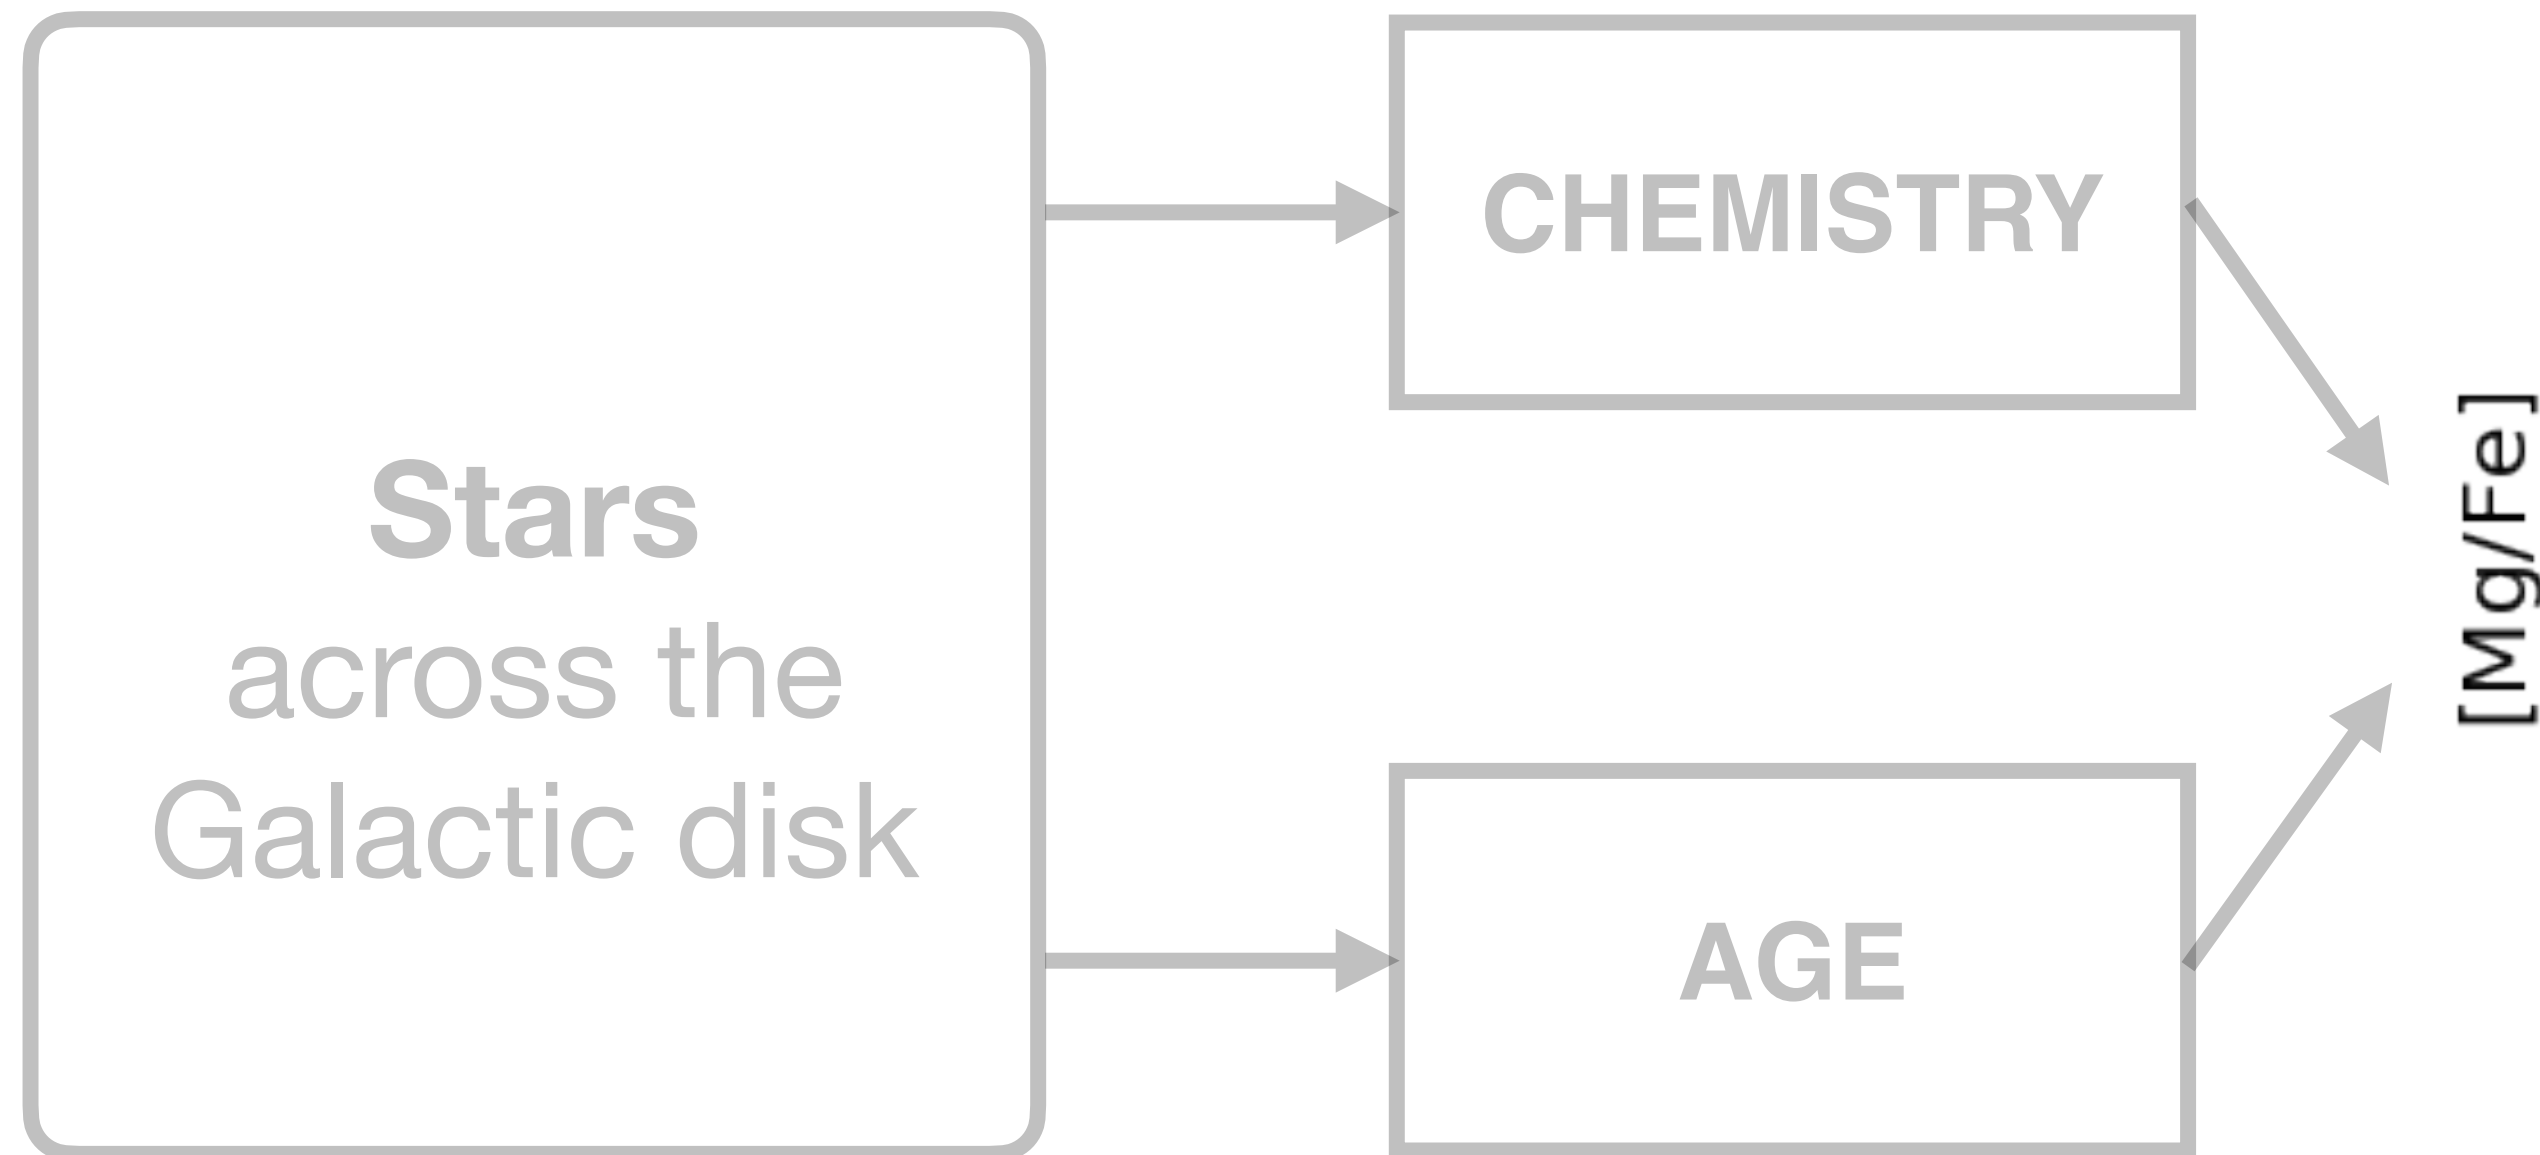 Stars
across the
Galactic disk
CHEMISTRY
AGE
[Mg/Fe]